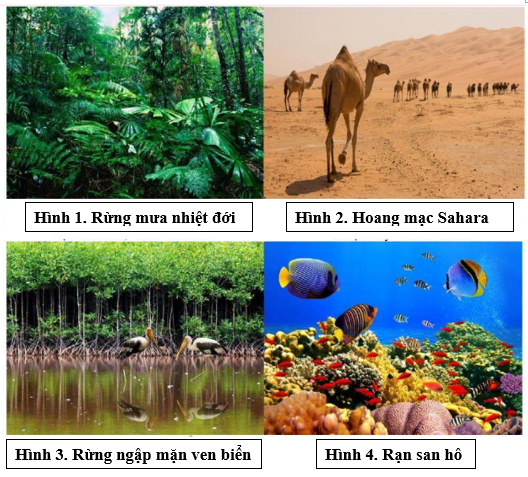 Hình 1. Rừng mưa nhiệt đới
Hình 2. Hoang mạc Sahara
Hình 3. Rừng ngập mặn ven biển
Hình 4. Rạn san hô